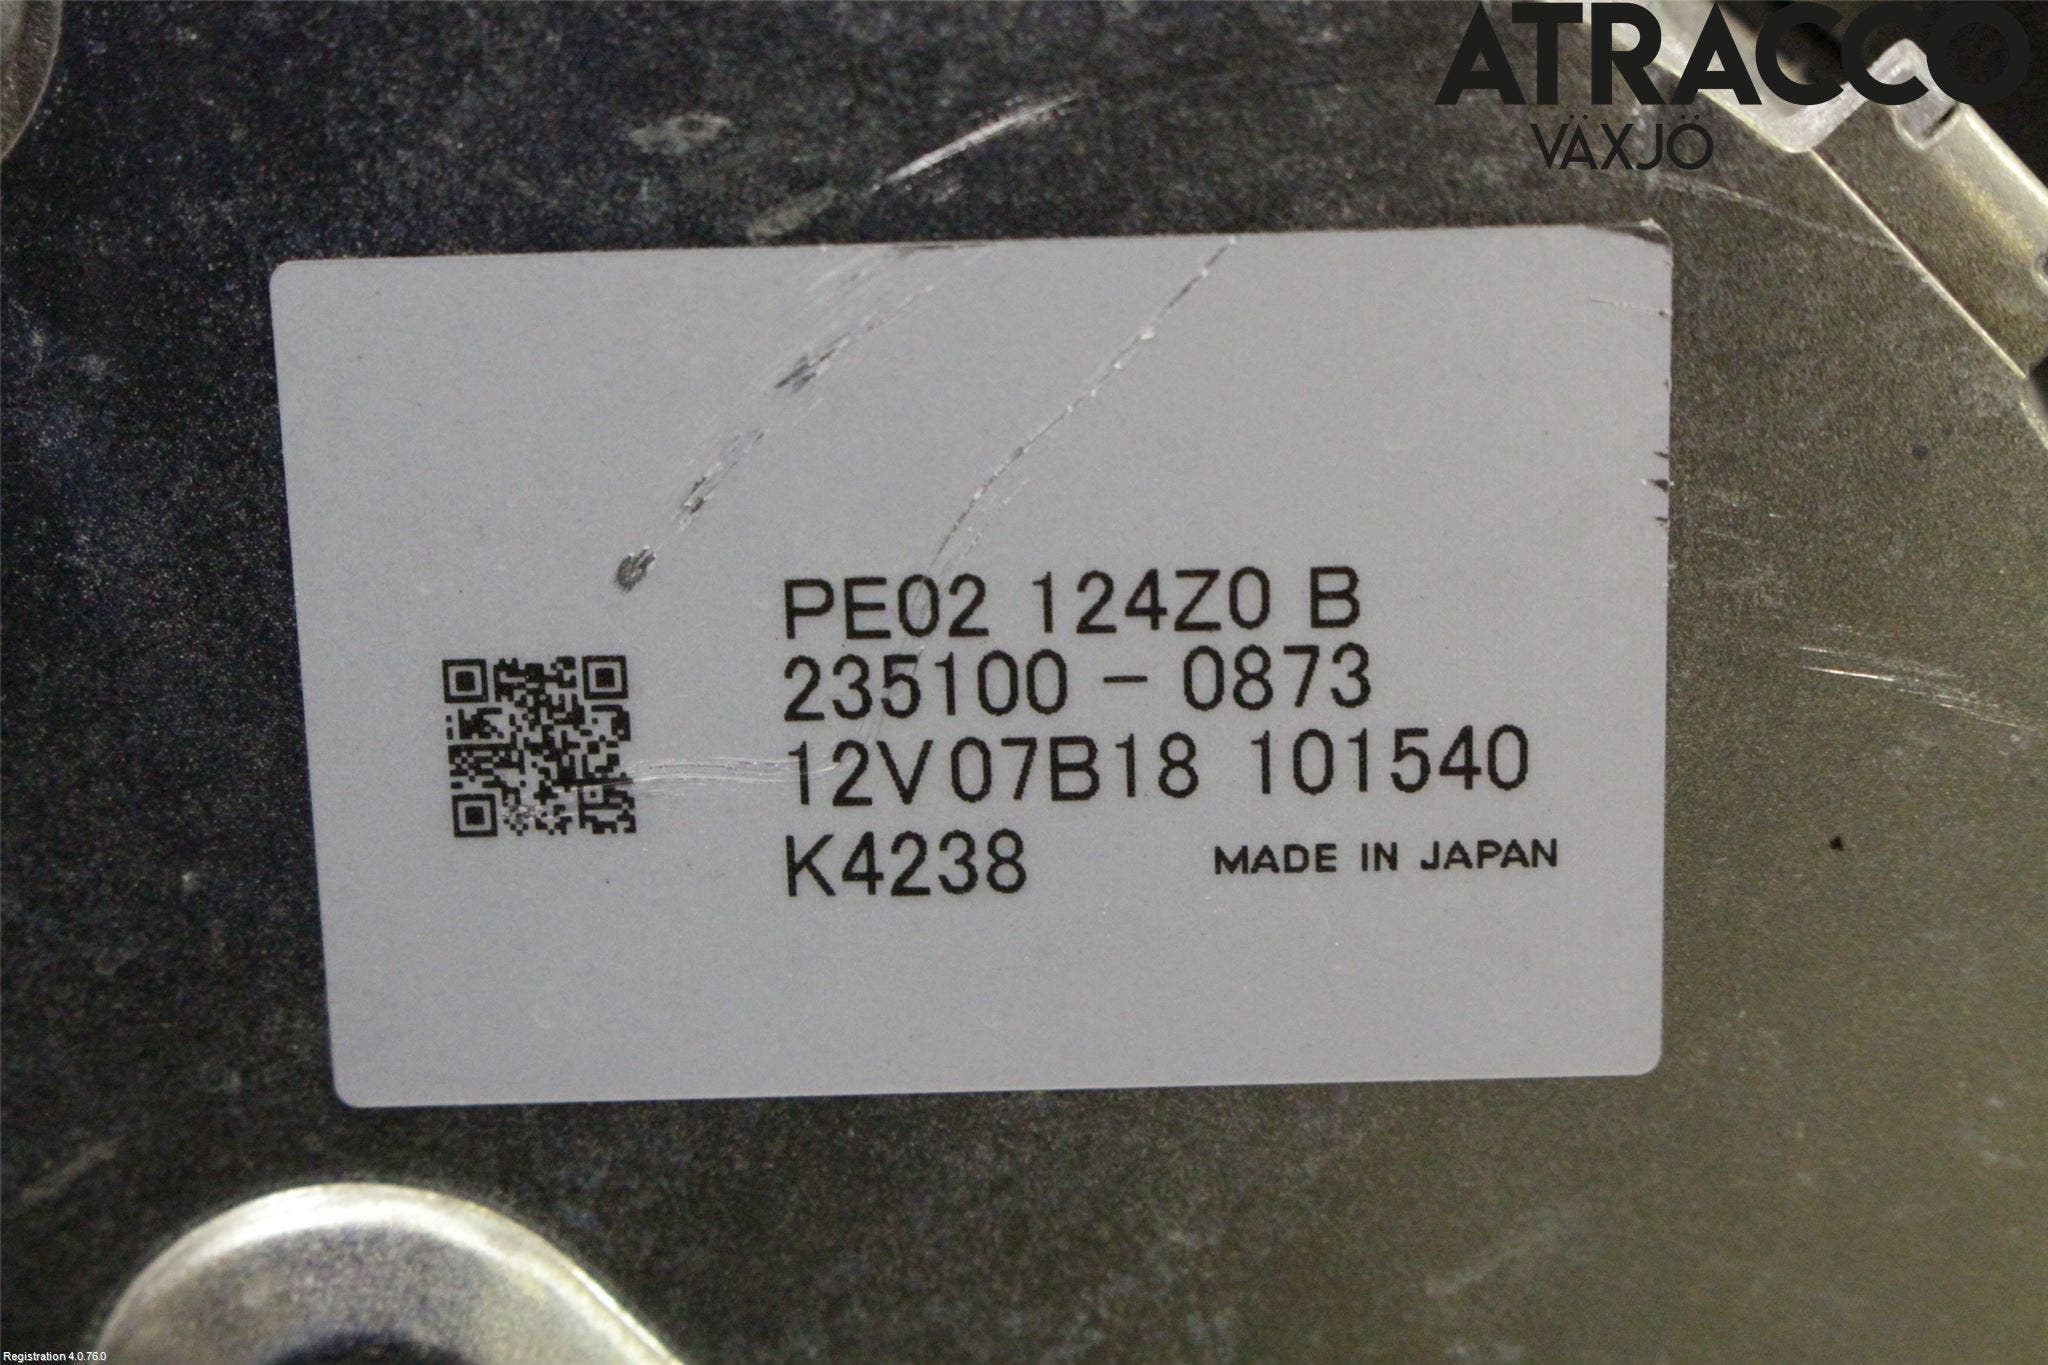 ATRACCO
VÄXJÖ
PE02 124Z0 B
235100-0873
12V07B18 101540
K4238 MADE IN JAPAN
Registration 4.0.76.0